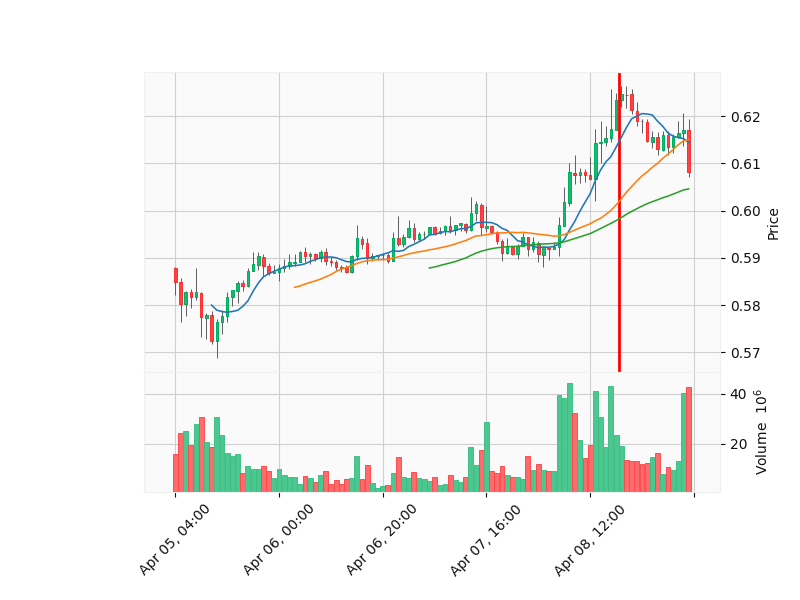 0.62
0.61
0.60
0.59
0.58
0.57
Price
40
20
Volume 10⁶
Apr 05, 04:00
Apr 06, 00:00
Apr 06, 20:00
Apr 07, 16:00
Apr 08, 12:00